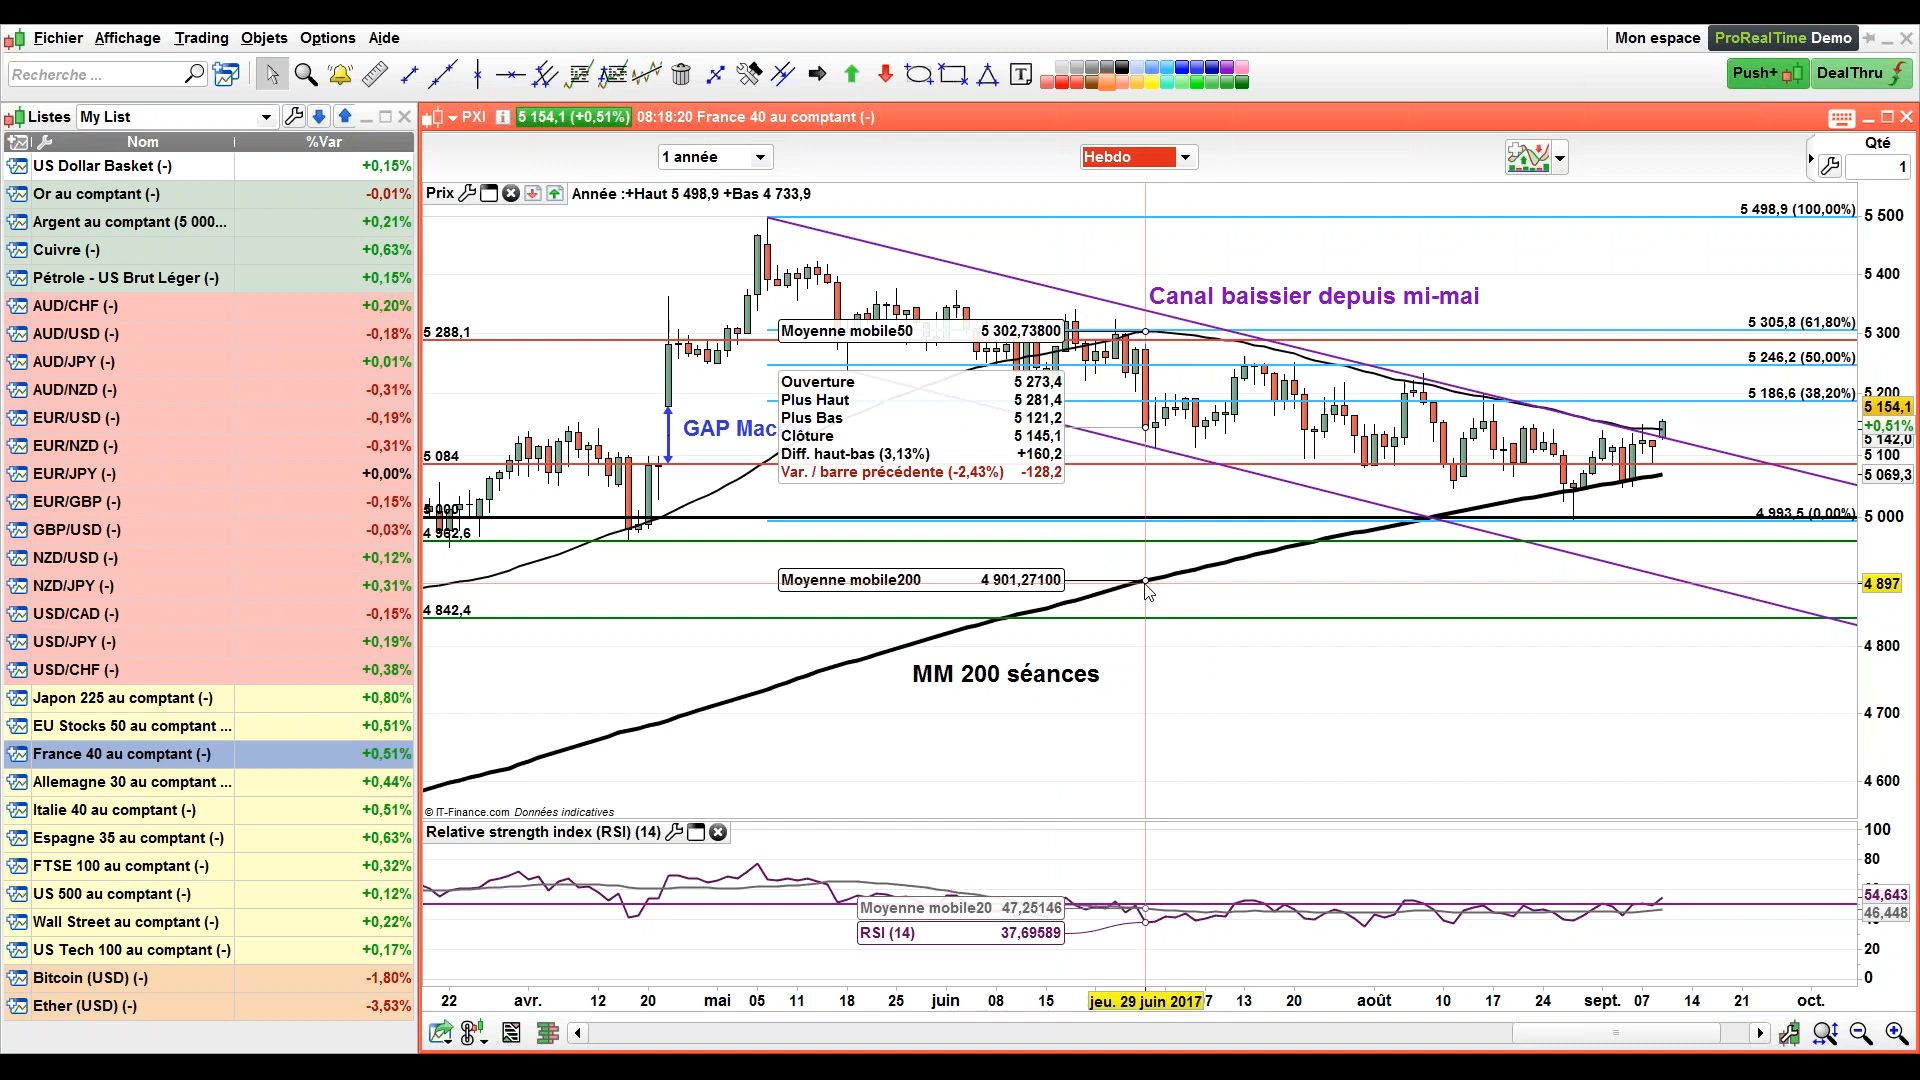 Fichier Affichage Trading Objets Options Aide
Mon espace ProRealTime Demo
Recherche ...
T
Push+ DealThru
Listes My List
PXI 5 154,1 (+0,51%) 08:18:20 France 40 au comptant (-)
Nom %Var
US Dollar Basket (-) +0,15%
Or au comptant (-) -0,01%
Argent au comptant (5 000... +0,21%
Cuivre (-) +0,63%
Pétrole - US Brut Léger (-) +0,15%
AUD/CHF (-) +0,20%
AUD/USD (-) -0,18%
AUD/JPY (-) +0,01%
AUD/NZD (-) -0,31%
EUR/USD (-) -0,19%
EUR/NZD (-) -0,31%
EUR/JPY (-) +0,00%
EUR/GBP (-) -0,15%
GBP/USD (-) -0,03%
NZD/USD (-) +0,12%
NZD/JPY (-) +0,31%
USD/CAD (-) -0,15%
USD/JPY (-) +0,19%
USD/CHF (-) +0,38%
Japon 225 au comptant (-) +0,80%
EU Stocks 50 au comptant ... +0,51%
France 40 au comptant (-) +0,51%
Allemagne 30 au comptant ... +0,44%
Italie 40 au comptant (-) +0,51%
Espagne 35 au comptant (-) +0,63%
FTSE 100 au comptant (-) +0,32%
US 500 au comptant (-) +0,12%
Wall Street au comptant (-) +0,22%
US Tech 100 au comptant (-) +0,17%
Bitcoin (USD) (-) -1,80%
Ether (USD) (-) -3,53%
1 année
Hebdo
Qté
1
Prix Année :+Haut 5 498,9 +Bas 4 733,9
5 498,9 (100,00%)
5 500
5 400
Canal baissier depuis mi-mai
5 305,8 (61,80%)
5 288,1
Moyenne mobile50 5 302,73800
5 300
5 246,2 (50,00%)
Ouverture 5 273,4
Plus Haut 5 281,4
Plus Bas 5 121,2
Clôture 5 145,1
Diff. haut-bas (3,13%) +160,2
Var. / barre précédente (-2,43%) -128,2
5 186,6 (38,20%)
5 200
5 154,1
+0,51%
5 142,0
GAP Mac
5 084
5 100
5 069,3
5 000
4 993,5 (0,00%)
5 000
4 962,6
Moyenne mobile200 4 901,27100
4 897
4 842,4
4 800
MM 200 séances
4 700
4 600
© IT-Finance.com Données indicatives
Relative strength index (RSI) (14)
100
80
54,643
46,448
20
0
Moyenne mobile20 47,25146
RSI (14) 37,69589
22 avr. 12 20 mai 05 11 18 25 juin 08 15 jeu. 29 juin 2017 7 13 20 août 10 17 24 sept. 07 14 21 oct.